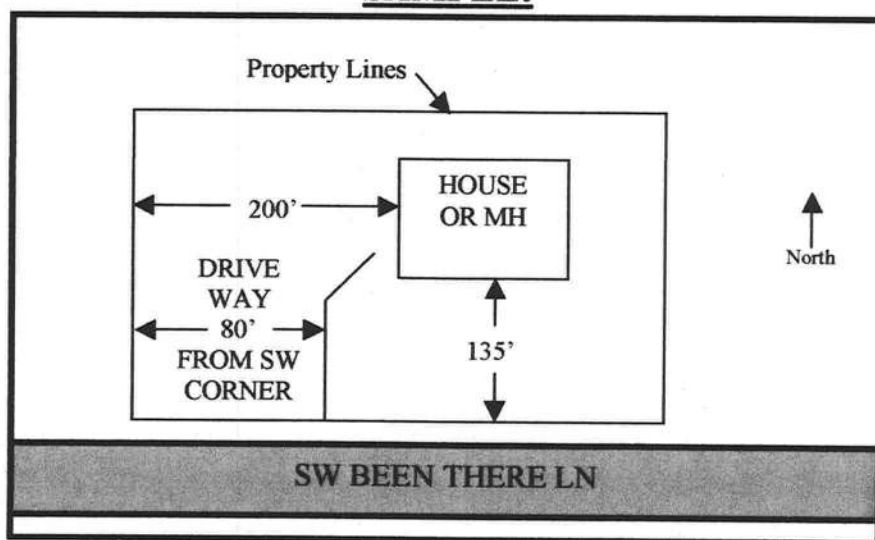 Property Lines
HOUSE
OR MH
200’
North
DRIVE
WAY
80’
FROM SW
CORNER
135’
SW BEEN THERE LN